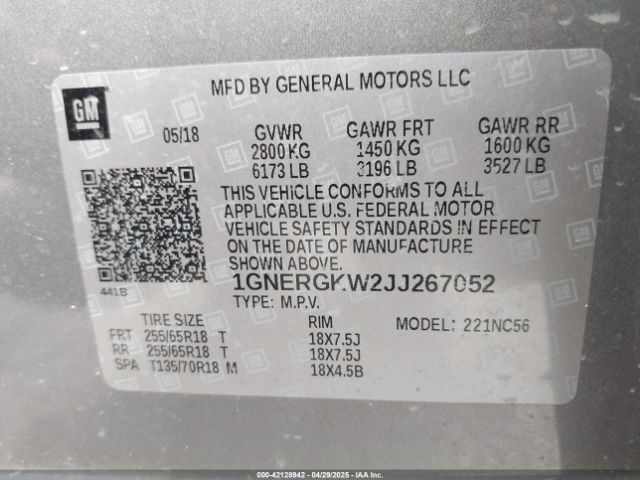 MFD BY GENERAL MOTORS LLC
GM
05/18 GVWR GAWR FRT GAWR RR
2800 KG 1450 KG 1600 KG
6173 LB 3196 LB 3527 LB
THIS VEHICLE CONFORMS TO ALL
APPLICABLE U.S. FEDERAL MOTOR
VEHICLE SAFETY STANDARDS IN EFFECT
ON THE DATE OF MANUFACTURE
SHOWN ABOVE.
441B
1GNERGKW2JJ267052
TYPE: M.P.V.
TIRE SIZE RIM MODEL: 221NC56
FRT 255/65R18 T 18X7.5J
RR 255/65R18 T 18X7.5J
SPA T135/70R18 M 18X4.5B
000-42128942 - 04/29/2025 - IAAI.COM